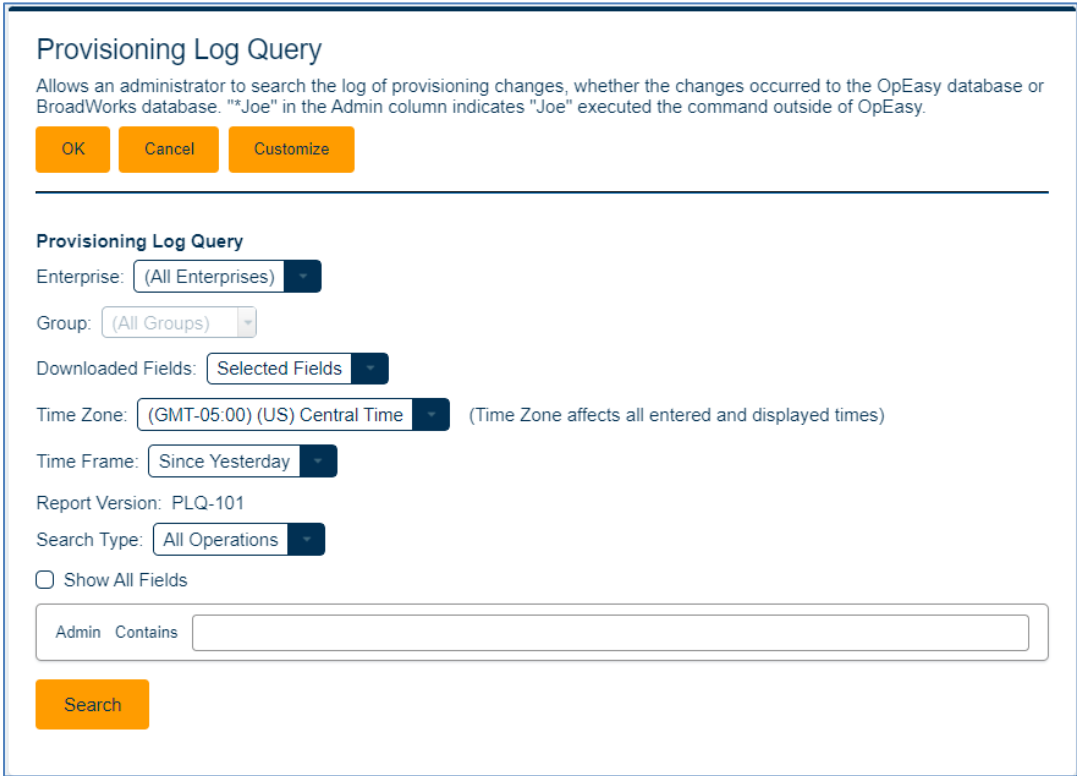 Provisioning Log Query
Allows an administrator to search the log of provisioning changes, whether the changes occurred to the OpEasy database or
BroadWorks database. "*Joe" in the Admin column indicates "Joe" executed the command outside of OpEasy.
OK Cancel Customize
Provisioning Log Query
Enterprise: (All Enterprises)
Group: (All Groups)
Downloaded Fields: Selected Fields
Time Zone: (GMT-05:00) (US) Central Time (Time Zone affects all entered and displayed times)
Time Frame: Since Yesterday
Report Version: PLQ-101
Search Type: All Operations
Show All Fields
Admin Contains
Search